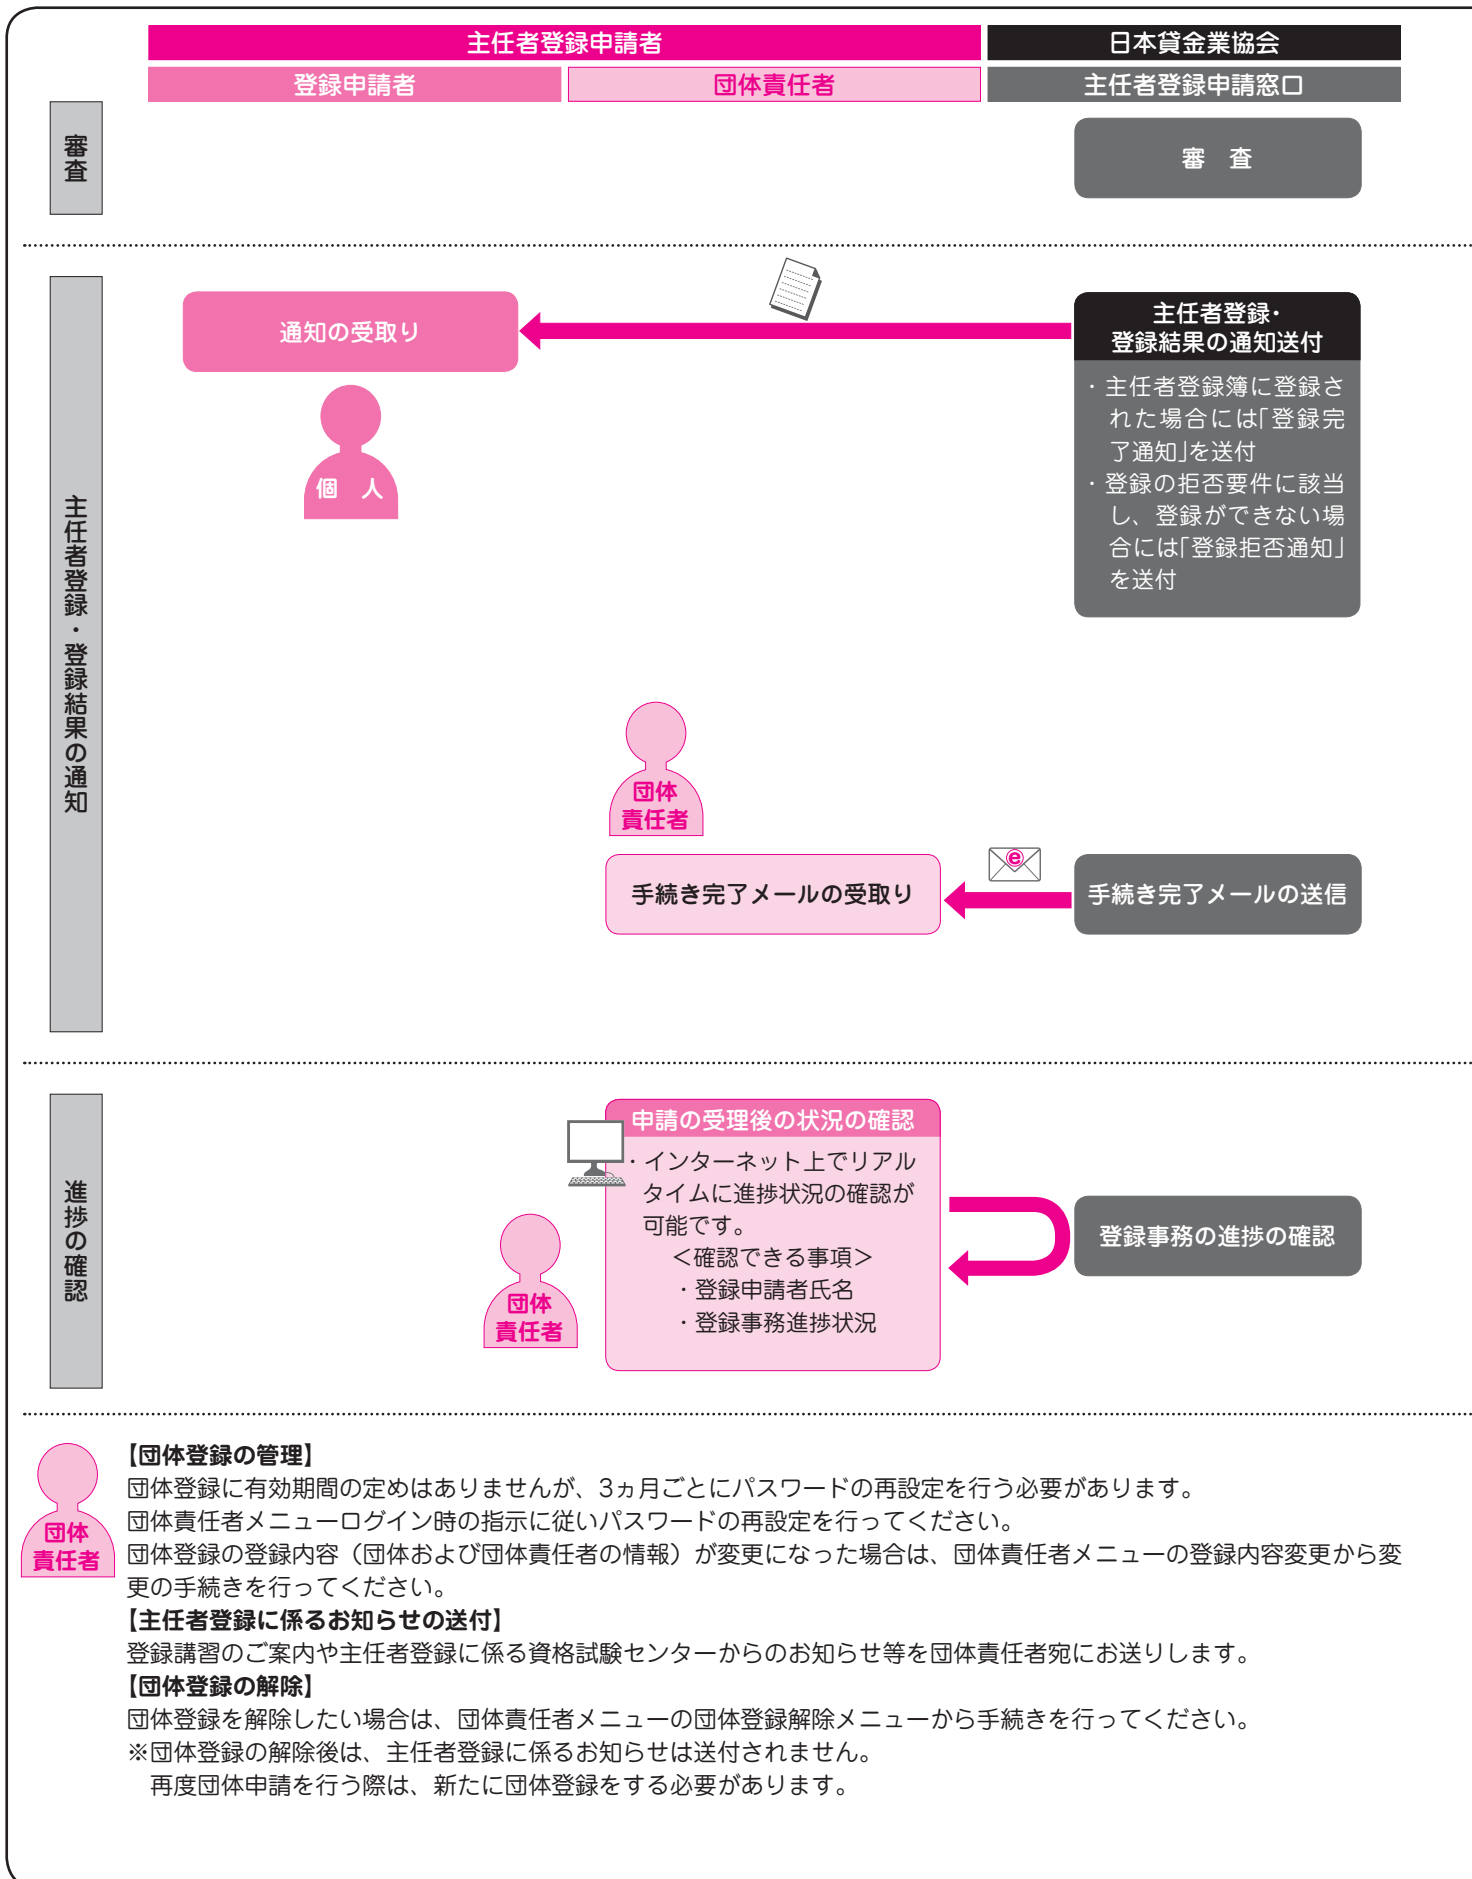 主任者登録申請者
日本貸金業協会
登録申請者
団体責任者
主任者登録申請窓口
審査
審　査
主任者登録・登録結果の通知
通知の受取り
個　人
主任者登録・
登録結果の通知送付
・主任者登録簿に登録さ
れた場合には「登録完
了通知」を送付
・登録の拒否要件に該当
し、登録ができない場
合には「登録拒否通知」
を送付
団体
責任者
手続き完了メールの受取り
e
手続き完了メールの送信
進捗の確認
申請の受理後の状況の確認
・インターネット上でリアル
タイムに進捗状況の確認が
可能です。
＜確認できる事項＞
・登録申請者氏名
・登録事務進捗状況
団体
責任者
登録事務の進捗の確認
団体
責任者
【団体登録の管理】
団体登録に有効期間の定めはありませんが、3ヵ月ごとにパスワードの再設定を行う必要があります。
団体責任者メニューログイン時の指示に従いパスワードの再設定を行ってください。
団体登録の登録内容（団体および団体責任者の情報）が変更になった場合は、団体責任者メニューの登録内容変更から変
更の手続きを行ってください。
【主任者登録に係るお知らせの送付】
登録講習のご案内や主任者登録に係る資格試験センターからのお知らせ等を団体責任者宛にお送りします。
【団体登録の解除】
団体登録を解除したい場合は、団体責任者メニューの団体登録解除メニューから手続きを行ってください。
※団体登録の解除後は、主任者登録に係るお知らせは送付されません。
再度団体申請を行う際は、新たに団体登録をする必要があります。